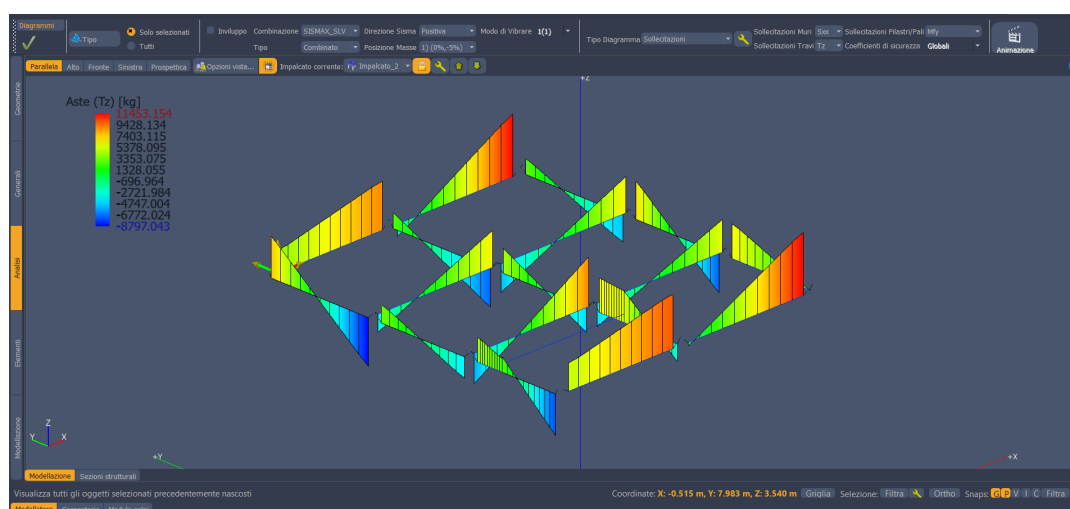 Diagrammi
Tipo
Solo selezionati
Tutti
Inviluppo Combinazione SISMAX_SLV Direzione Sisma Positiva Modo di Vibrare 1(1)
Tipo Combinato Posizione Masse 1) (0%,-5%)
Tipo Diagramma Sollecitazioni
Sollecitazioni Muri Sxx Sollecitazioni Pilastri/Pali Mfy
Sollecitazioni Travi Tz Coefficienti di sicurezza Globali
Animazione
Parallela Alto Fronte Sinistra Prospettica Opzioni vista... Impalcato corrente: Impalcato_2
Geometrie
Generali
Analisi
Elementi
Modellazione
+Z
Aste (Tz) [kg]
11453.154
9428.134
7403.115
5378.095
3353.075
1328.055
-696.964
-2721.984
-4747.004
-6772.024
-8797.043
Z
Y X
+Y
+X
Modellazione Sezioni strutturali
Visualizza tutti gli oggetti selezionati precedentemente nascosti
Coordinate: X: -0.515 m, Y: 7.983 m, Z: 3.540 m Griglia Selezione: Filtra Ortho Snaps: G P V I C Filtra